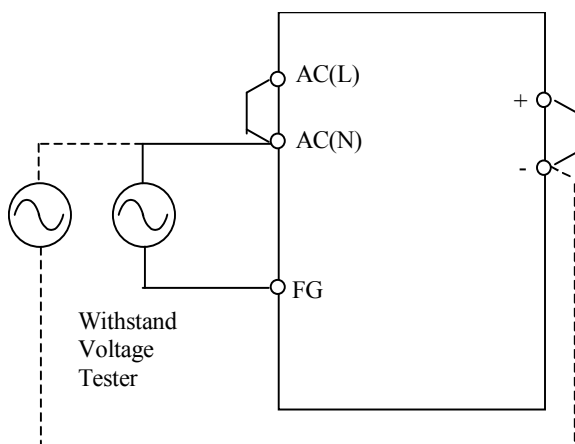 AC(L)
+
AC(N)
-
FG
Withstand
Voltage
Tester